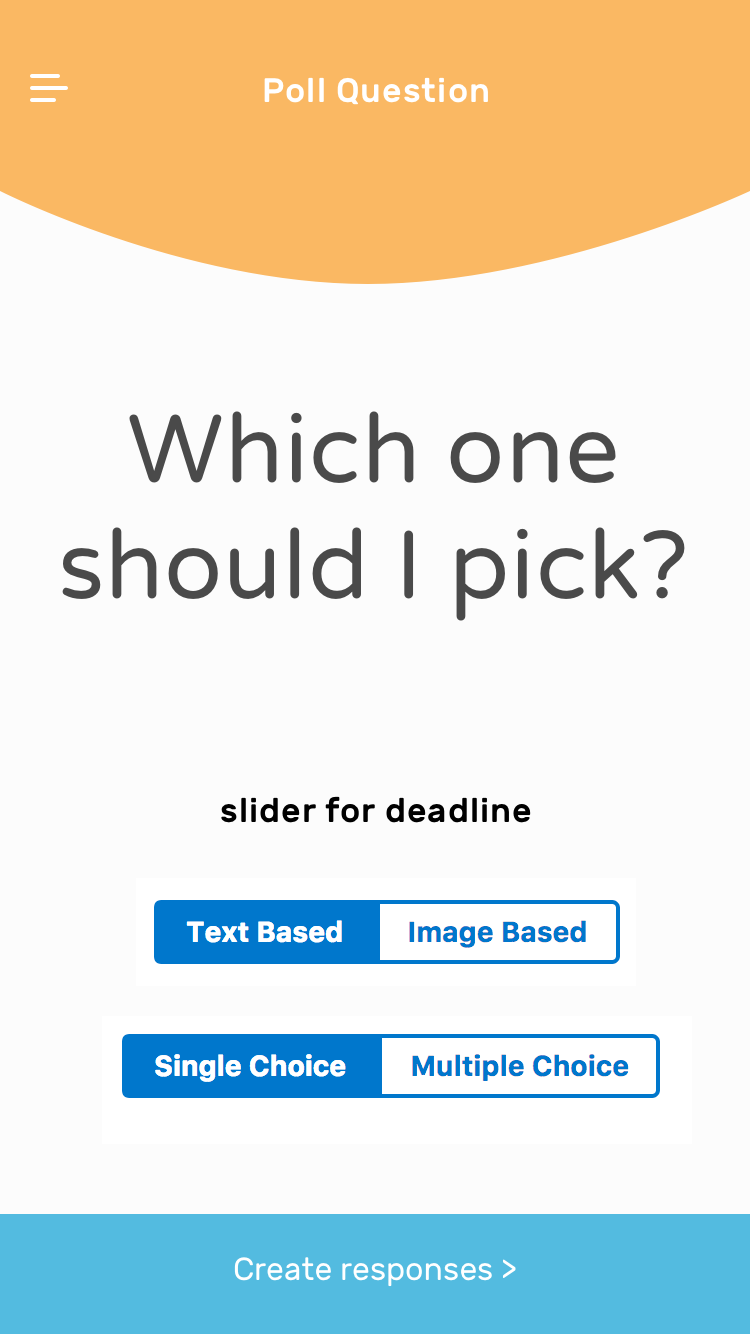 Poll Question
Which one
should I pick?
slider for deadline
Text Based Image Based
Single Choice Multiple Choice
Create responses >